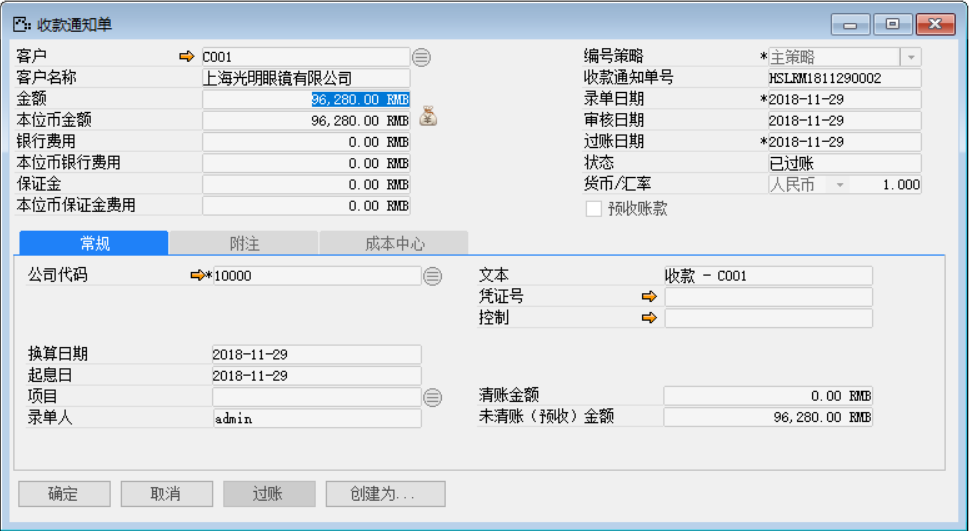 收款通知单
客户 C001 编号策略 *主策略
客户名称 上海光明眼镜有限公司 收款通知单号 HSLRM1811290002
金额 96,280.00 RMB 录单日期 *2018-11-29
本位币金额 96,280.00 RMB 审核日期 2018-11-29
银行费用 0.00 RMB 过账日期 *2018-11-29
本位币银行费用 0.00 RMB 状态 已过账
保证金 0.00 RMB 货币/汇率 人民币 1.000
本位币保证金费用 0.00 RMB 预收账款
常规 附注 成本中心
公司代码 *10000 文本 收款 - C001
凭证号
控制
换算日期 2018-11-29
起息日 2018-11-29
项目 清账金额 0.00 RMB
录单人 admin 未清账（预收）金额 96,280.00 RMB
确定 取消 过账 创建为...